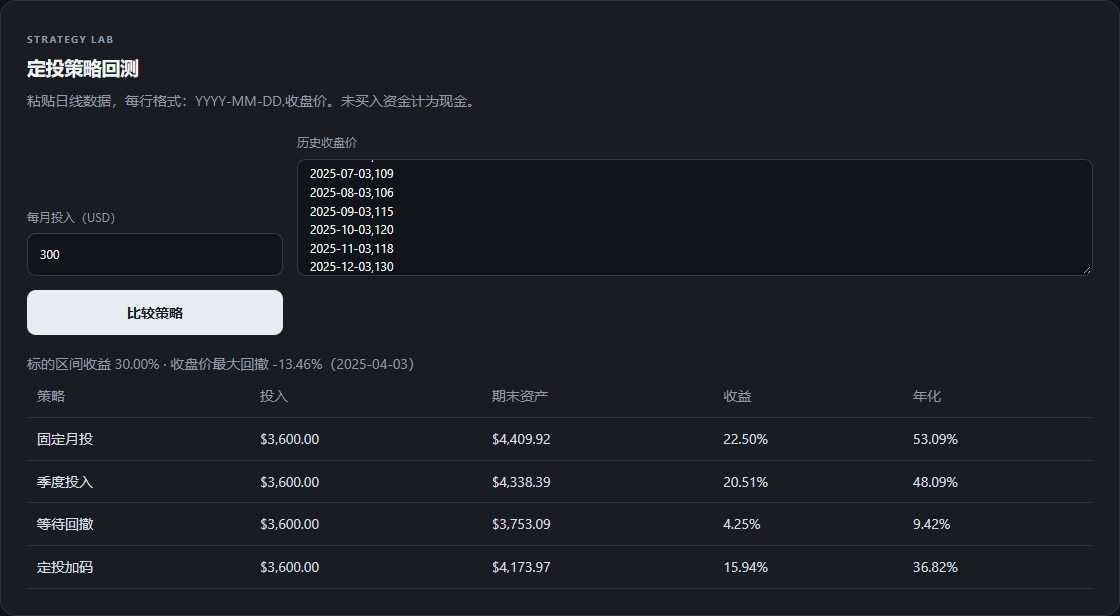 STRATEGY LAB
定投策略回测
粘贴日线数据，每行格式：YYYY-MM-DD,收盘价。未买入资金计为现金。
历史收盘价
2025-07-03,109
2025-08-03,106
2025-09-03,115
2025-10-03,120
2025-11-03,118
2025-12-03,130
每月投入（USD）
300
比较策略
标的区间收益 30.00% · 收盘价最大回撤 -13.46%（2025-04-03）
策略 投入 期末资产 收益 年化
固定月投 $3,600.00 $4,409.92 22.50% 53.09%
季度投入 $3,600.00 $4,338.39 20.51% 48.09%
等待回撤 $3,600.00 $3,753.09 4.25% 9.42%
定投加码 $3,600.00 $4,173.97 15.94% 36.82%